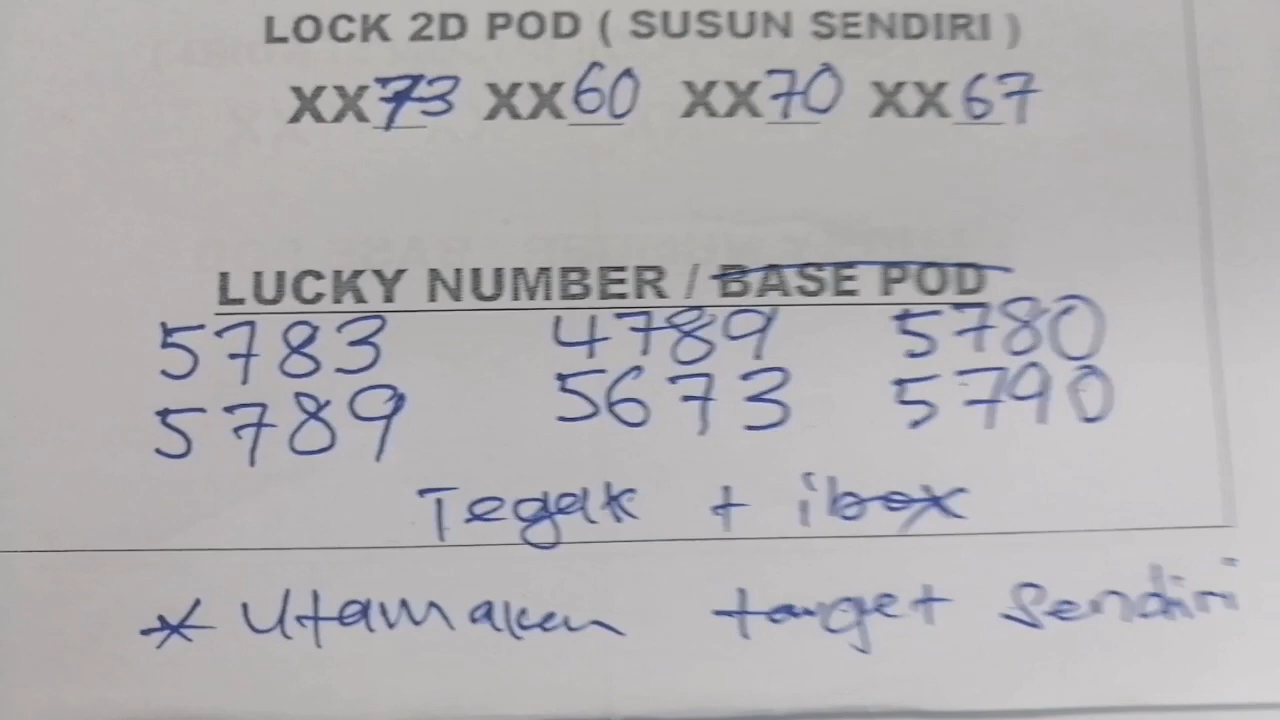 LOCK 2D POD ( SUSUN SENDIRI )
XX73 XX60 XX70 XX67
LUCKY NUMBER / BASE POD
5783 4789 5780
5789 5673 5790
Tegak + ibox
* Utamakan target Sendiri